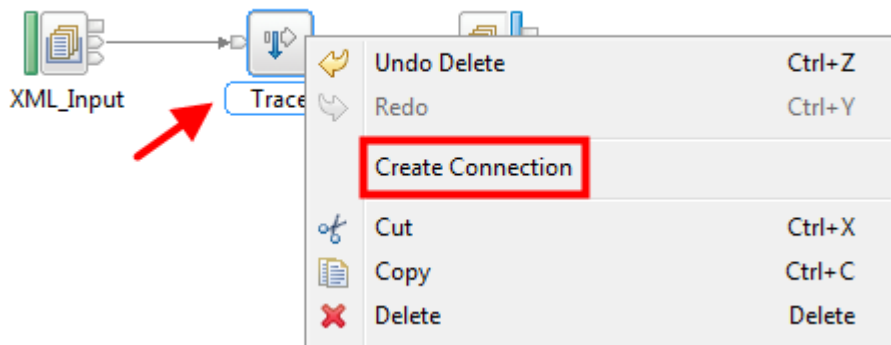 XML_Input
Trace
Undo Delete Ctrl+Z
Redo Ctrl+Y
Create Connection
Cut Ctrl+X
Copy Ctrl+C
Delete Delete